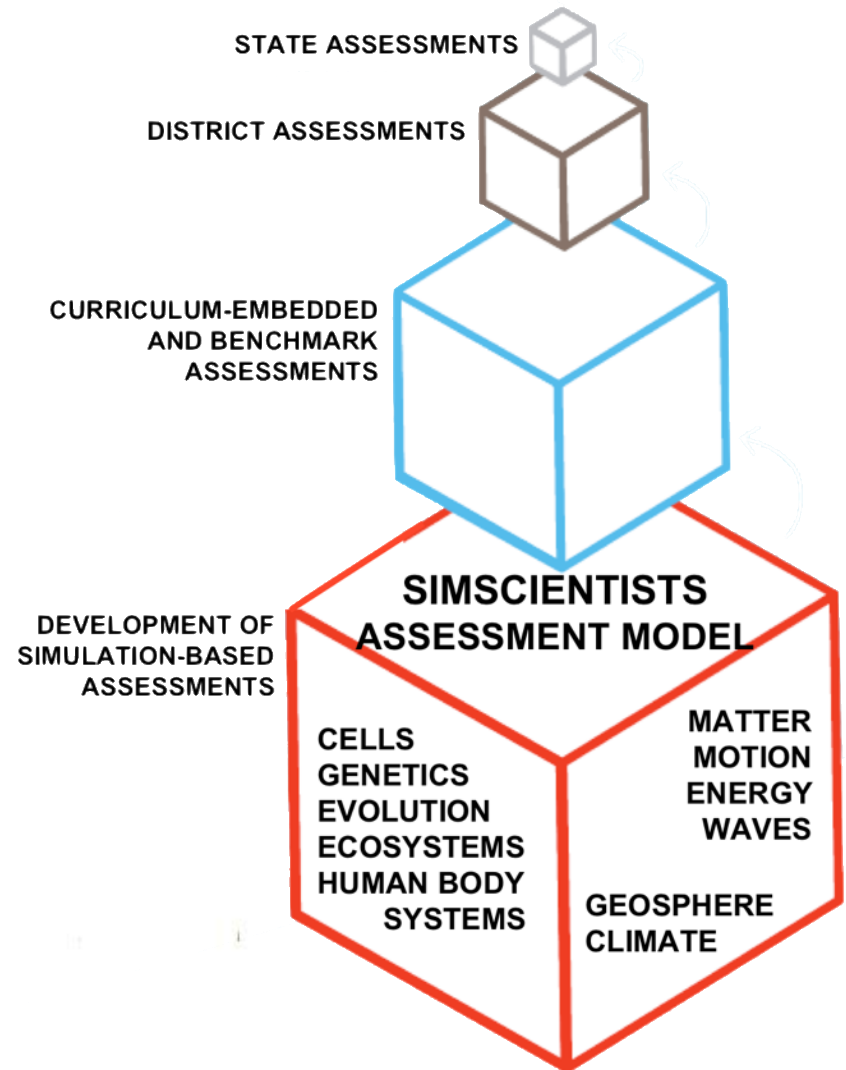 STATE ASSESSMENTS
DISTRICT ASSESSMENTS
CURRICULUM-EMBEDDED
AND BENCHMARK
ASSESSMENTS
SIMSCIENTISTS
ASSESSMENT MODEL
DEVELOPMENT OF
SIMULATION-BASED
ASSESSMENTS
CELLS
GENETICS
EVOLUTION
ECOSYSTEMS
HUMAN BODY
SYSTEMS
MATTER
MOTION
ENERGY
WAVES
GEOSPHERE
CLIMATE